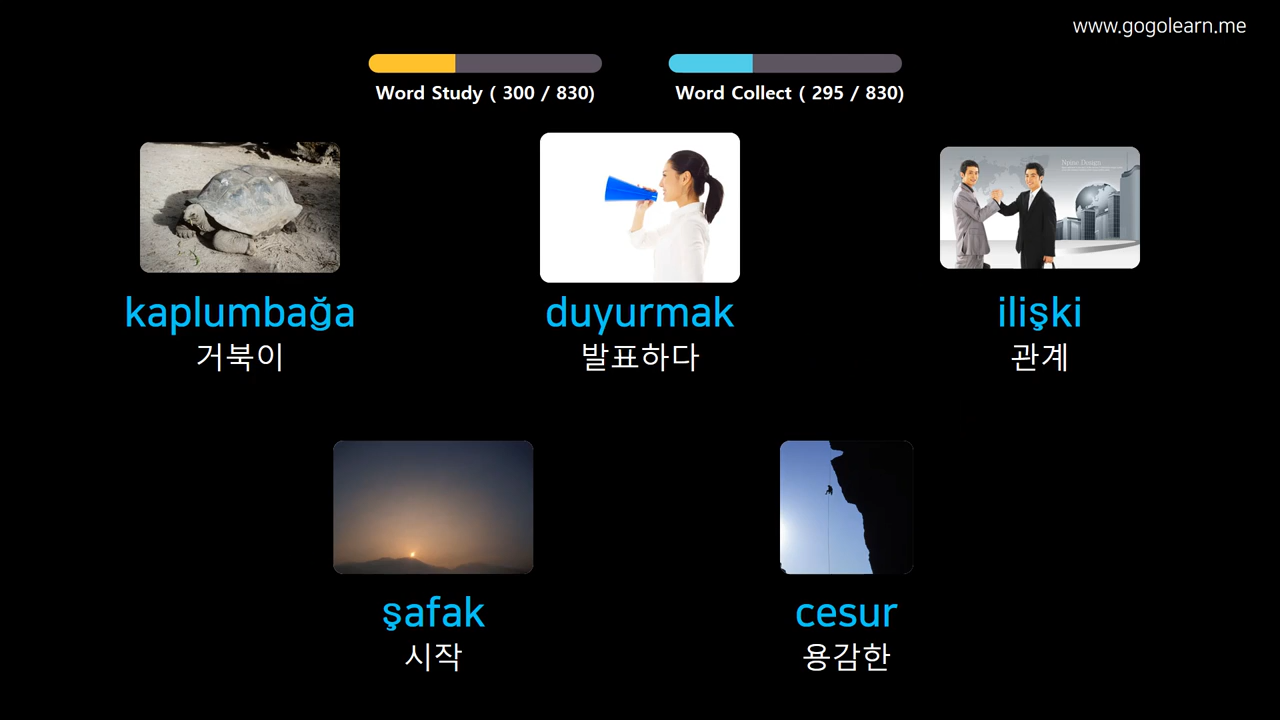 www.gogolearn.me
Word Study ( 300 / 830)
Word Collect ( 295 / 830)
kaplumbağa
거북이
duyurmak
발표하다
ilişki
관계
şafak
시작
cesur
용감한